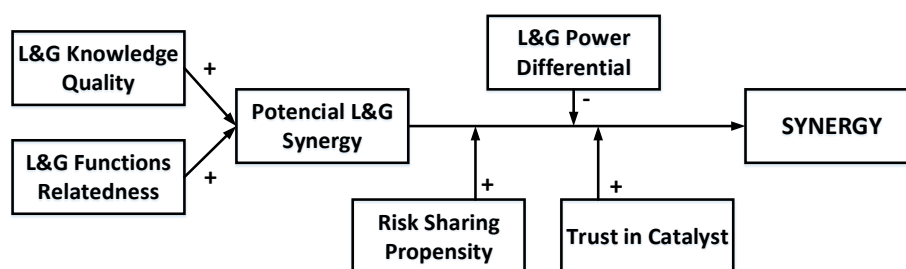 L&G Knowledge
Quality
+
L&G Functions
Relatedness
+
Potencial L&G
Synergy
L&G Power
Differential
-
Risk Sharing
Propensity
+
Trust in Catalyst
+
SYNERGY